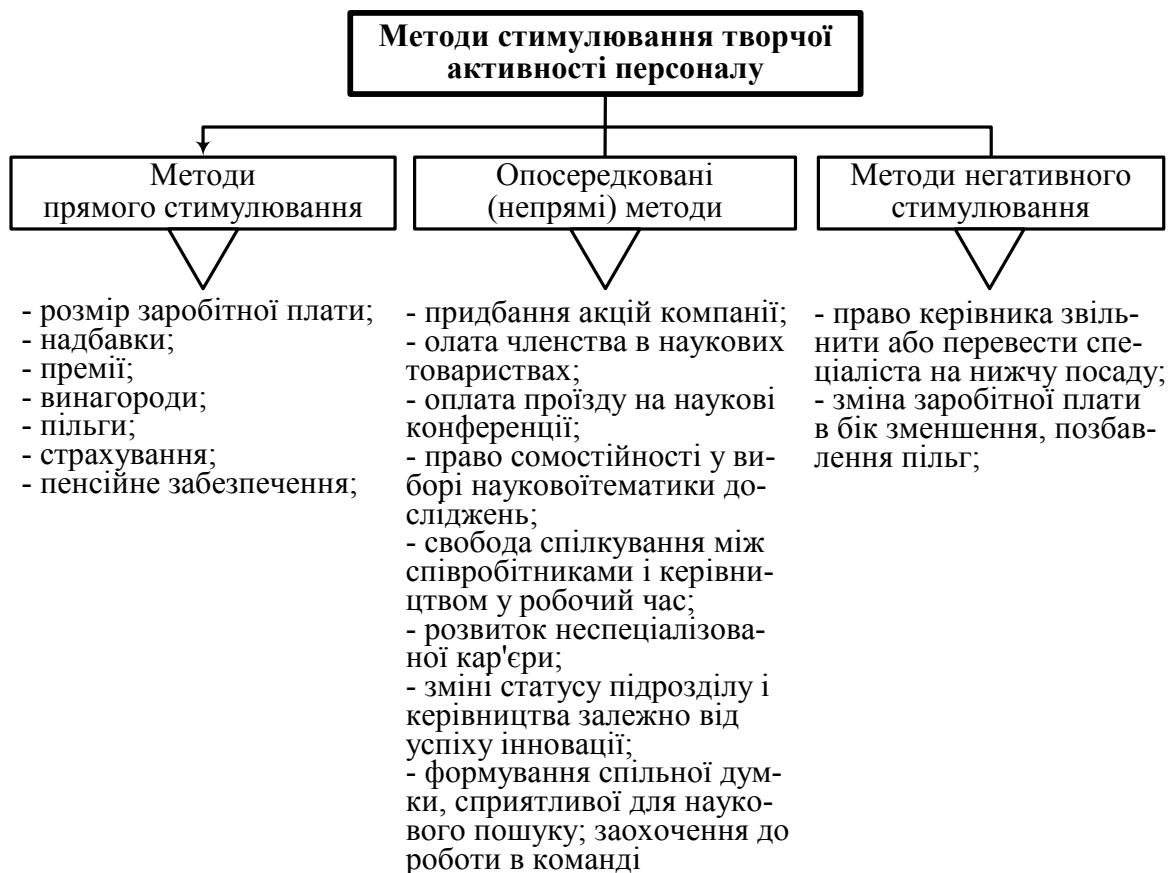 Методи стимулювання творчої
активності персоналу
Методи
прямого стимулювання
Опосередковані
(непрямі) методи
Методи негативного
стимулювання
- розмір заробітної плати;
- надбавки;
- премії;
- винагороди;
- пільги;
- страхування;
- пенсійне забезпечення;
- придбання акцій компанії;
- олата членства в наукових
товариствах;
- оплата проїзду на наукові
конференції;
- право сомостійності у ви-
борі науковоїтематики до-
сліджень;
- свобода спілкування між
співробітниками і керівни-
цтвом у робочий час;
- розвиток неспеціалізова-
ної кар'єри;
- зміні статусу підрозділу і
керівництва залежно від
успіху інновації;
- формування спільної дум-
ки, сприятливої для науко-
вого пошуку; заохочення до
роботи в команді
- право керівника звіль-
нити або перевести спе-
ціаліста на нижчу посаду;
- зміна заробітної плати
в бік зменшення, позбав-
лення пільг;